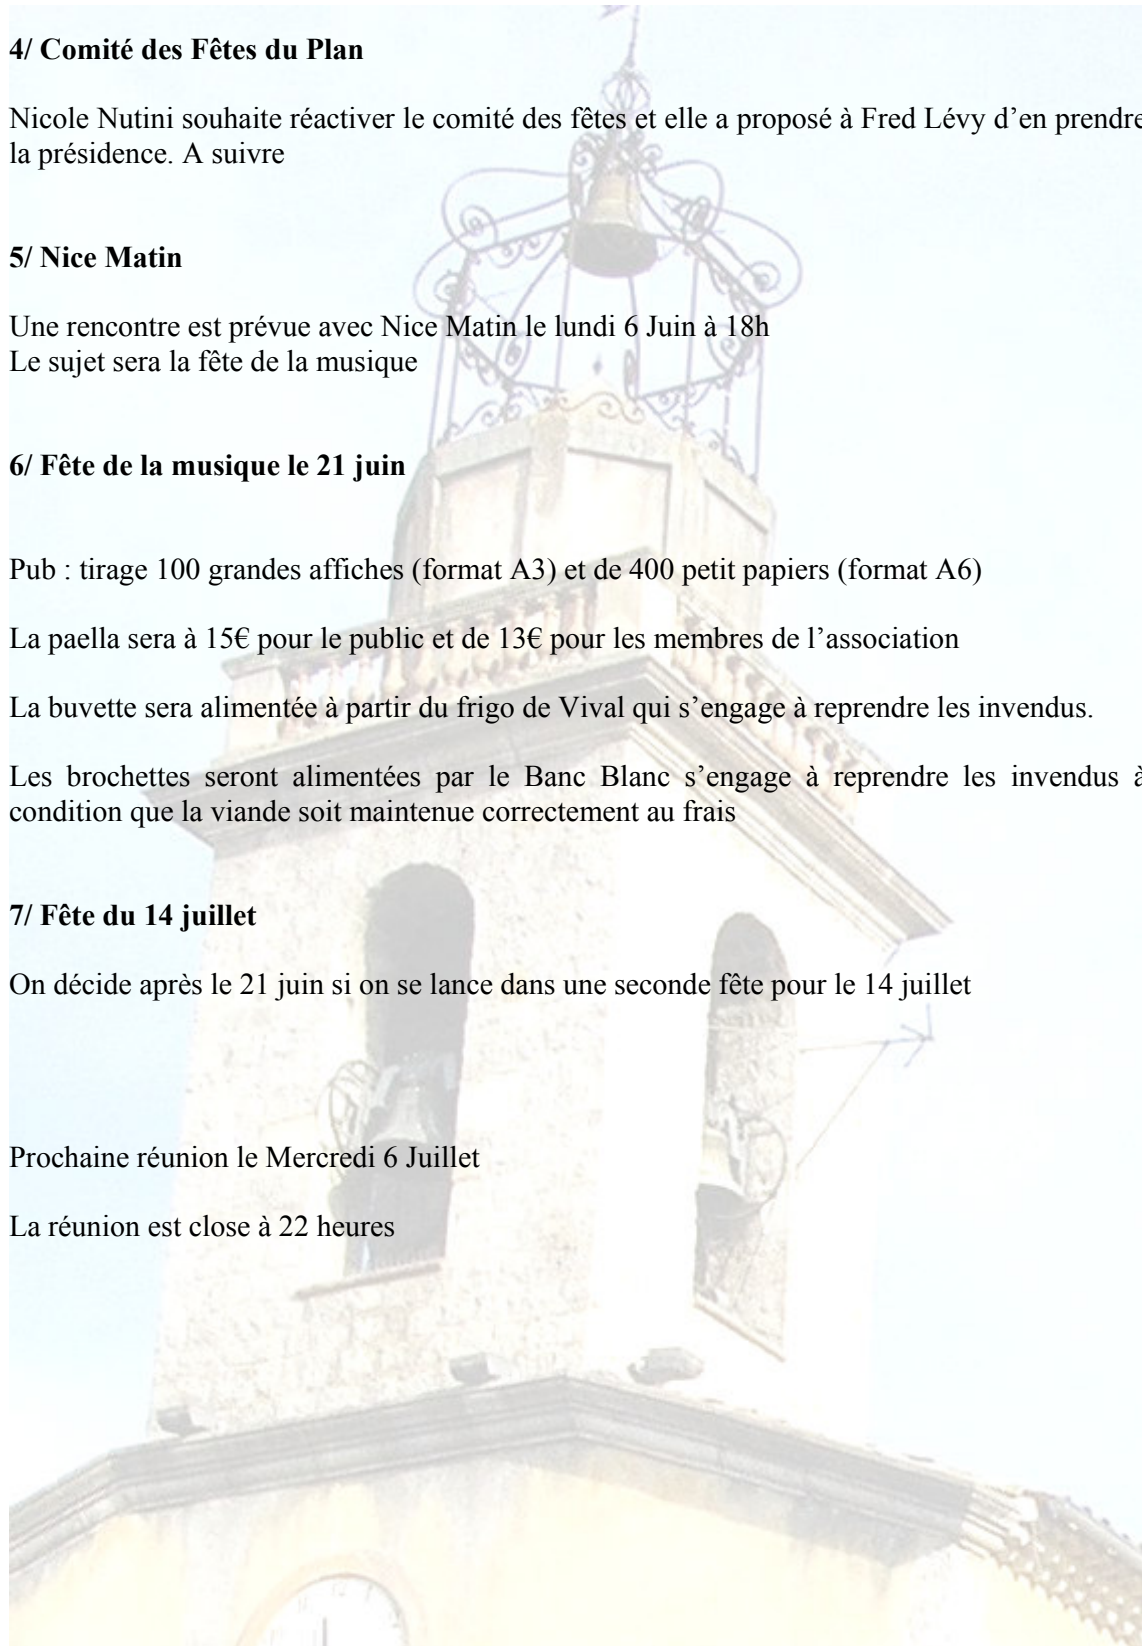 4/ Comité des Fêtes du Plan
Nicole Nutini souhaite réactiver le comité des fêtes et elle a proposé à Fred Lévy d’en prendre
la présidence. A suivre
5/ Nice Matin
Une rencontre est prévue avec Nice Matin le lundi 6 Juin à 18h
Le sujet sera la fête de la musique
6/ Fête de la musique le 21 juin
Pub : tirage 100 grandes affiches (format A3) et de 400 petit papiers (format A6)
La paella sera à 15€ pour le public et de 13€ pour les membres de l’association
La buvette sera alimentée à partir du frigo de Vival qui s’engage à reprendre les invendus.
Les brochettes seront alimentées par le Banc Blanc s’engage à reprendre les invendus à
condition que la viande soit maintenue correctement au frais
7/ Fête du 14 juillet
On décide après le 21 juin si on se lance dans une seconde fête pour le 14 juillet
Prochaine réunion le Mercredi 6 Juillet
La réunion est close à 22 heures